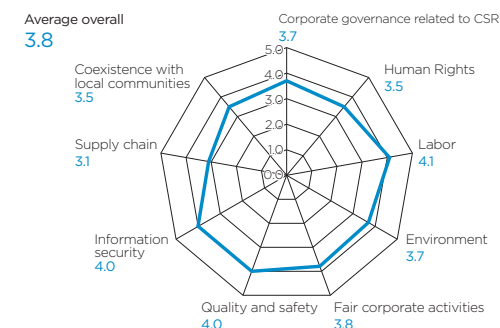 Average overall
3.8
Corporate governance related to CSR
3.7
5.0
4.0
3.0
2.0
1.0
0.0
Human Rights
3.5
Labor
4.1
Environment
3.7
Fair corporate activities
3.8
Quality and safety
4.0
Information
security
4.0
Supply chain
3.1
Coexistence with
local communities
3.5